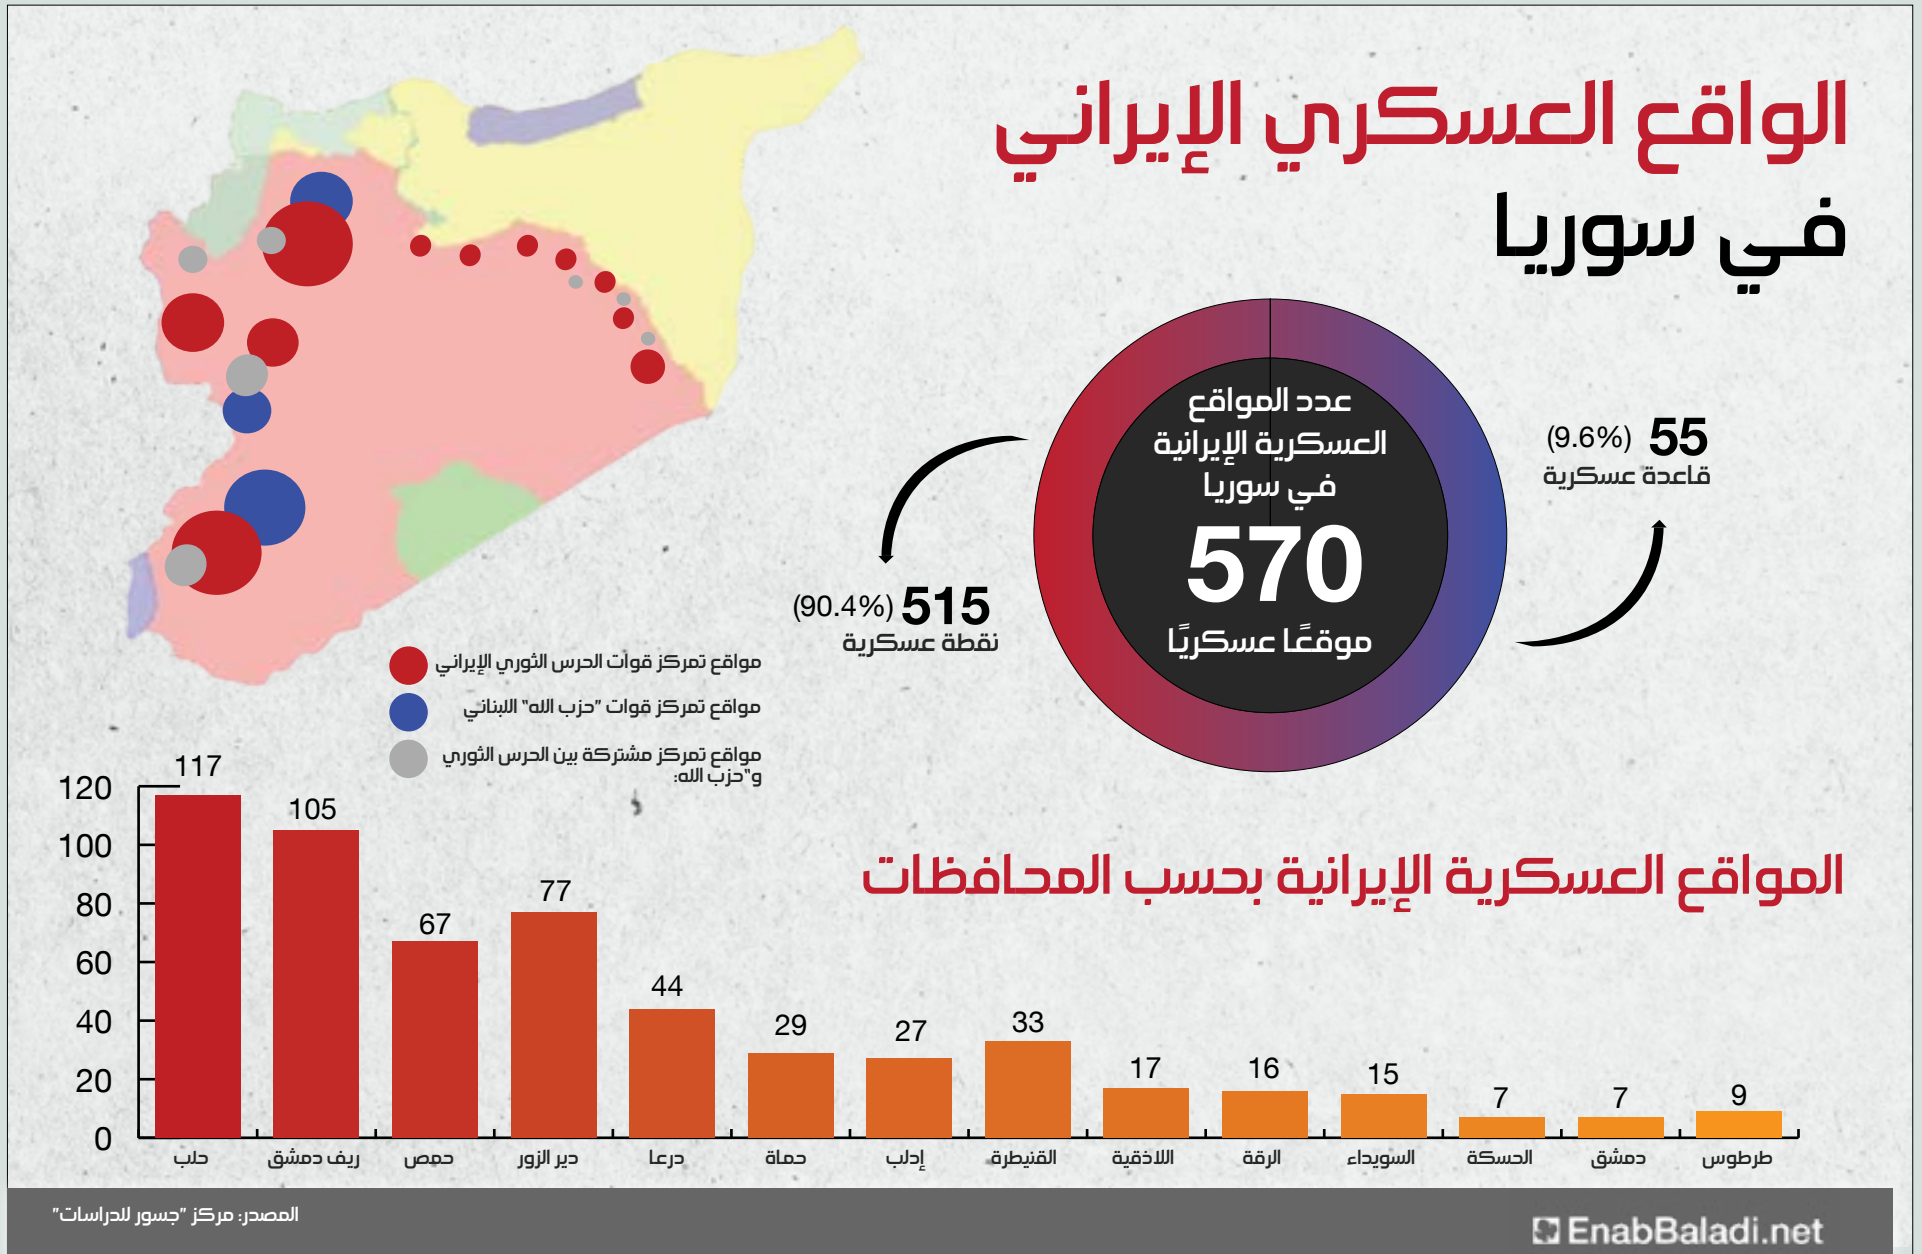 الواقع العسكري الإيراني
في سوريا
عدد المواقع
العسكرية الإيرانية
في سوريا
570
موقعًا عسكريًا
55 (9.6%)
قاعدة عسكرية
515 (90.4%)
نقطة عسكرية
مواقع تمركز قوات الحرس الثوري الإيراني
مواقع تمركز قوات "حزب الله" اللبناني
مواقع تمركز مشتركة بين الحرس الثوري
و"حزب الله:
المواقع العسكرية الإيرانية بحسب المحافظات
120
100
80
60
40
20
0
117
105
67
77
44
29
27
33
17
16
15
7
7
9
حلب
ريف دمشق
حمص
دير الزور
درعا
حماة
إدلب
القنيطرة
اللاذقية
الرقة
السويداء
الحسكة
دمشق
طرطوس
المصدر: مركز "جسور للدراسات"
EnabBaladi.net